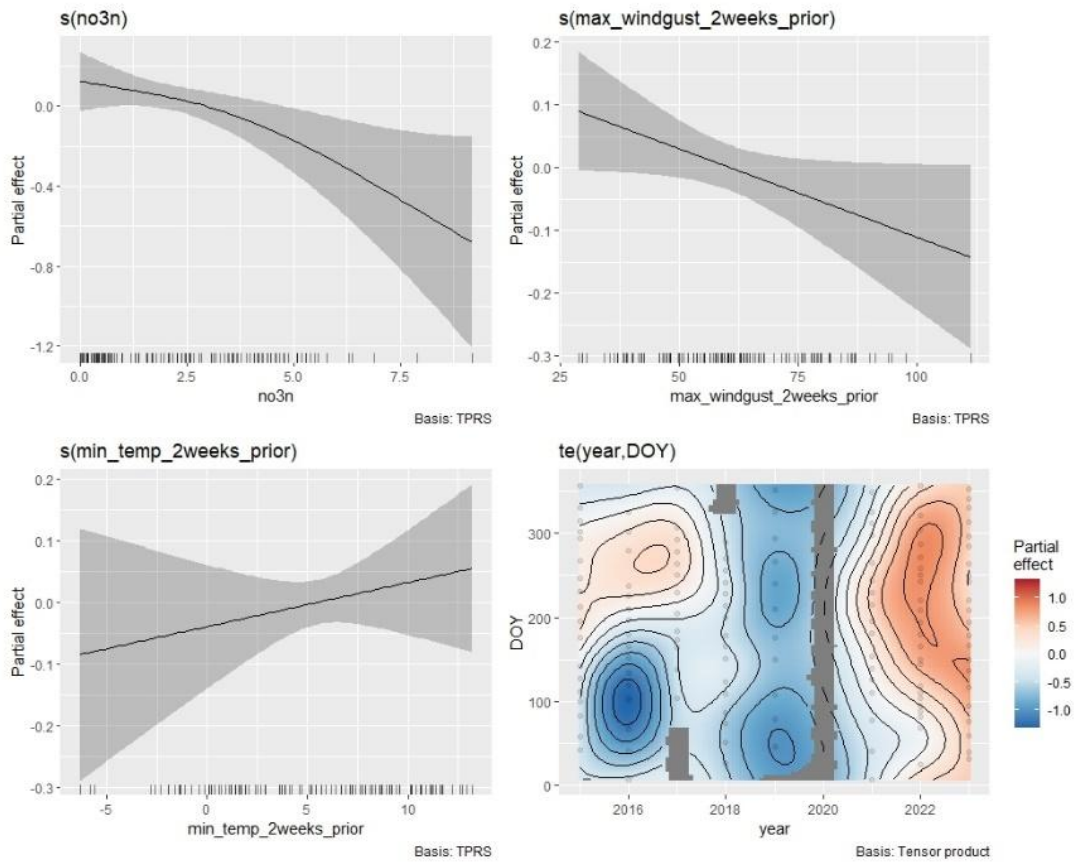 s(no3n)
Partial effect
0.0
-0.4
-0.8
-1.2
0.0 2.5 5.0 7.5
no3n
Basis: TPRS
s(max_windgust_2weeks_prior)
Partial effect
0.2
0.1
0.0
-0.1
-0.2
-0.3
25 50 75 100
max_windgust_2weeks_prior
Basis: TPRS
s(min_temp_2weeks_prior)
Partial effect
0.2
0.1
0.0
-0.1
-0.2
-0.3
-5 0 5 10
min_temp_2weeks_prior
Basis: TPRS
te(year,DOY)
DOY
300
200
100
0
2016 2018 2020 2022
year
Basis: Tensor product
Partial
effect
1.0
0.5
0.0
-0.5
-1.0